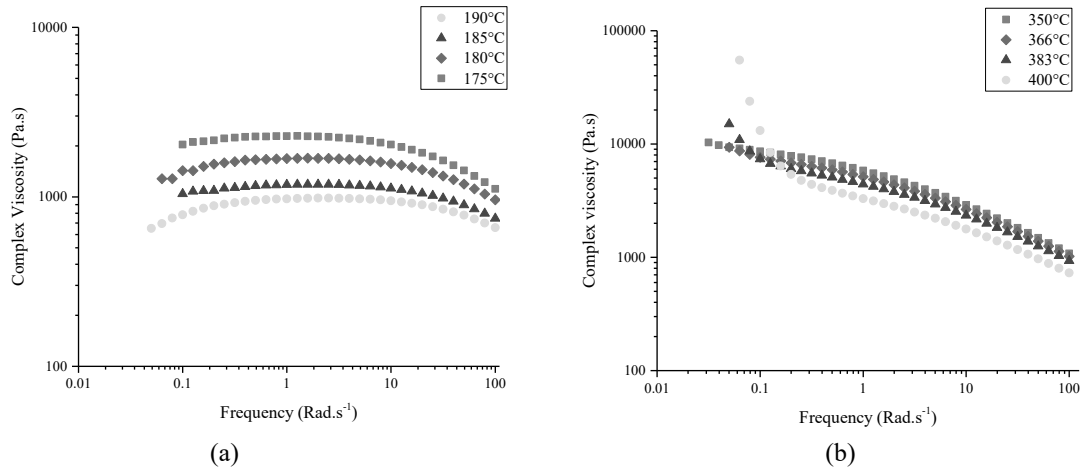 10000
1000
100
0.01
0.1
1
10
100
Complex Viscosity (Pa.s)
Frequency (Rad.s⁻¹)
190°C
185°C
180°C
175°C
(a)
100000
10000
1000
100
0.01
0.1
1
10
100
Complex viscosity (Pa.s)
Frequency (Rad.s⁻¹)
350°C
366°C
383°C
400°C
(b)